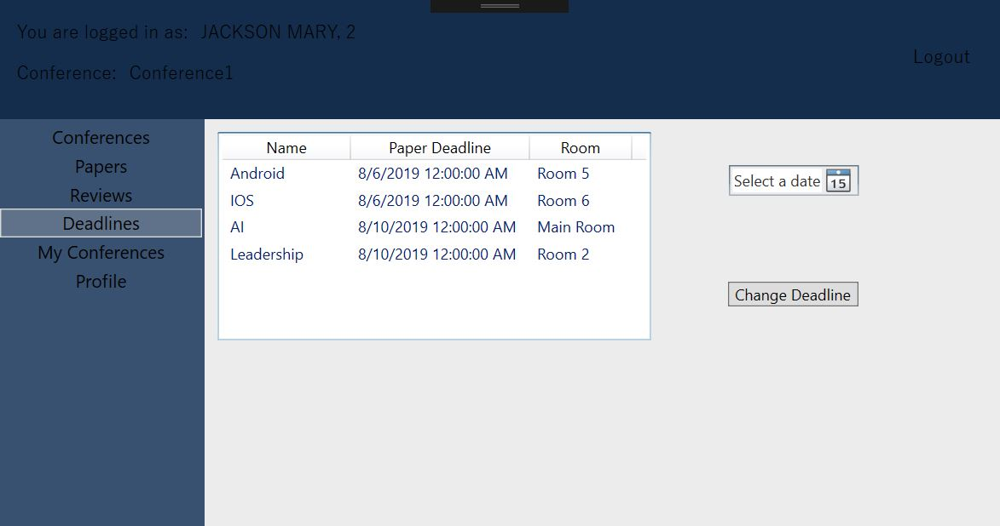 You are logged in as: JACKSON MARY, 2
Logout
Conference: Conference1
Conferences
Papers
Reviews
Deadlines
My Conferences
Profile
Name Paper Deadline Room
Android 8/6/2019 12:00:00 AM Room 5
IOS 8/6/2019 12:00:00 AM Room 6
AI 8/10/2019 12:00:00 AM Main Room
Leadership 8/10/2019 12:00:00 AM Room 2
Select a date 15
Change Deadline